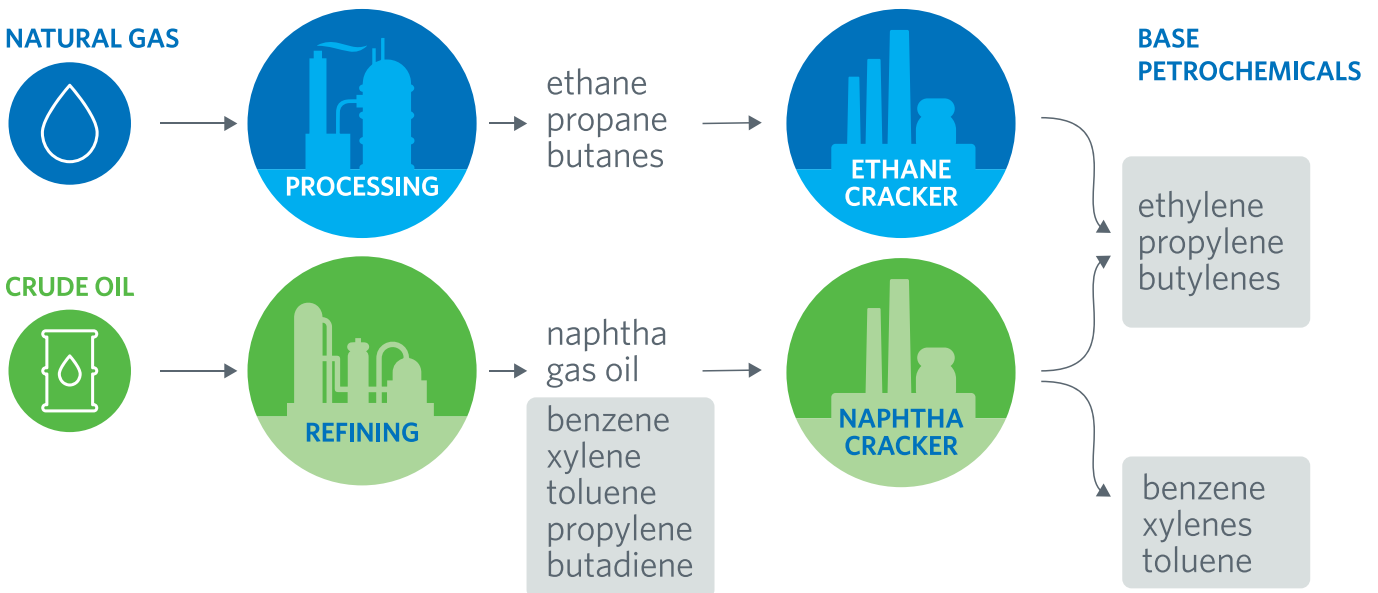 NATURAL GAS
PROCESSING
ethane
propane
butanes
ETHANE
CRACKER
BASE
PETROCHEMICALS
ethylene
propylene
butylenes
CRUDE OIL
REFINING
naphtha
gas oil
benzene
xylene
toluene
propylene
butadiene
NAPHTHA
CRACKER
benzene
xylenes
toluene